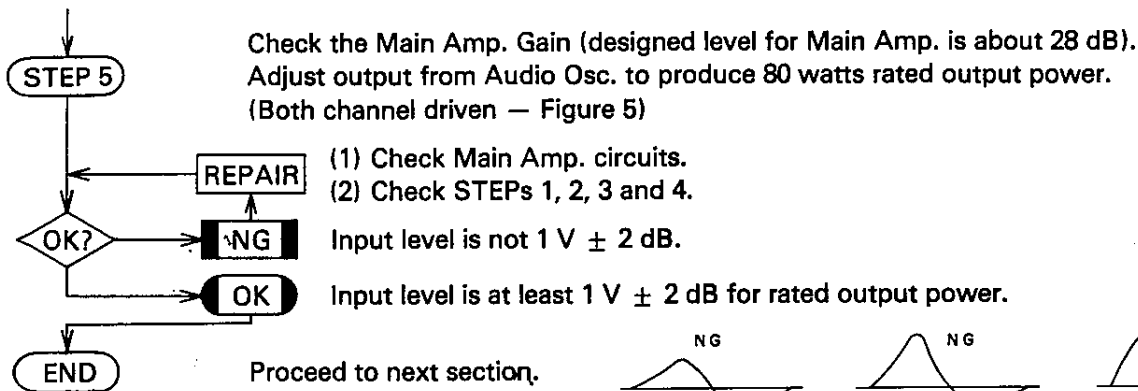 Check the Main Amp. Gain (designed level for Main Amp. is about 28 dB).
STEP 5
Adjust output from Audio Osc. to produce 80 watts rated output power.
(Both channel driven — Figure 5)
REPAIR
(1) Check Main Amp. circuits.
(2) Check STEPs 1, 2, 3 and 4.
OK?
NG
Input level is not 1 V ± 2 dB.
OK
Input level is at least 1 V ± 2 dB for rated output power.
END
Proceed to next section.
NG
NG